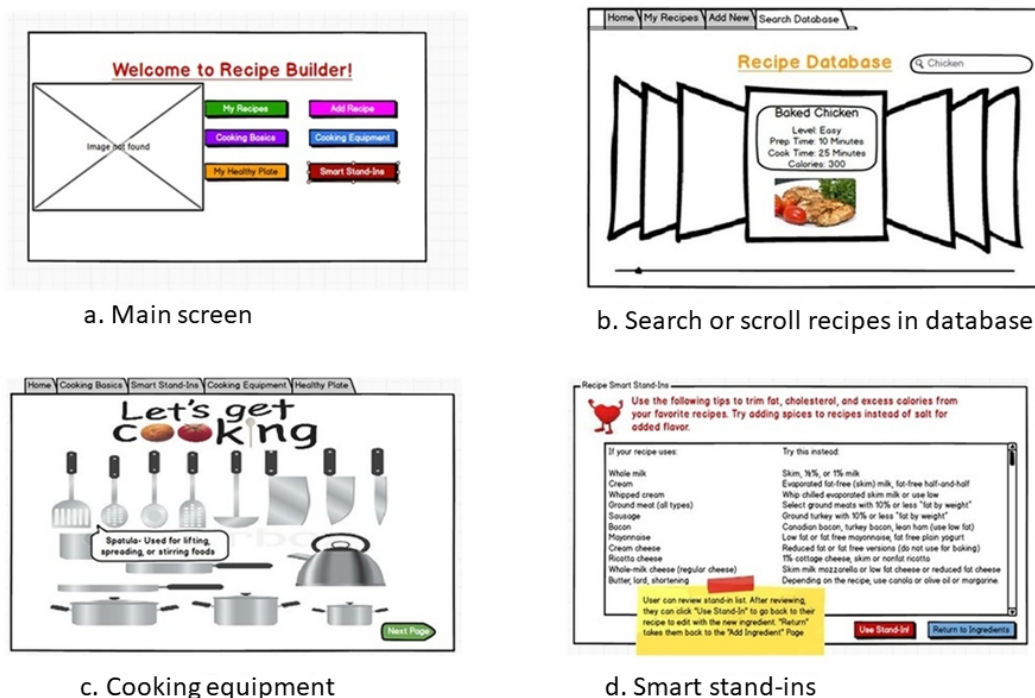 Welcome to Recipe Builder!
Image not found
My Recipes
Add Recipe
Cooking Basics
Cooking Equipment
My Healthy Plate
Smart Stand-Ins
a. Main screen
Home
My Recipes
Add New
Search Database
Recipe Database
Chicken
Baked Chicken
Level: Easy
Prep Time: 10 Minutes
Cook Time: 25 Minutes
Calories: 300
b. Search or scroll recipes in database
Home
Cooking Basics
Smart Stand-Ins
Cooking Equipment
Healthy Plate
Let's get
cooking
Spatula- Used for lifting,
spreading, or stirring foods
Next Page
c. Cooking equipment
Recipe Smart Stand-Ins
Use the following tips to trim fat, cholesterol, and excess calories from
your favorite recipes. Try adding spices to recipes instead of salt for
added flavor.
If your recipe uses: Try this instead:
Whole milk Skim, ½%, or 1% milk
Cream Evaporated fat-free (skim) milk, fat-free half-and-half
Whipped cream Whip chilled evaporated skim milk or use low
Ground meat (all types) Select ground meats with 10% or less "fat by weight"
Sausage Ground turkey with 10% or less "fat by weight"
Bacon Canadian bacon, turkey bacon, lean ham (use low fat)
Mayonnaise Low fat or fat free mayonnaise, fat free plain yogurt
Cream cheese Reduced fat or fat free versions (do not use for baking)
Ricotta cheese 1% cottage cheese, skim or nonfat ricotta
Whole-milk cheese (regular cheese) Skim milk mozzarella or low fat cheese or reduced fat cheese
Butter, lard, shortening Depending on the recipe, use canola or olive oil or margarine
User can review stand-in list. After reviewing,
they can click "Use Stand-In" to go back to their
recipe to edit with the new ingredient. "Return"
takes them back to the "Add Ingredient" Page
Use Stand-In!
Return to Ingredients
d. Smart stand-ins